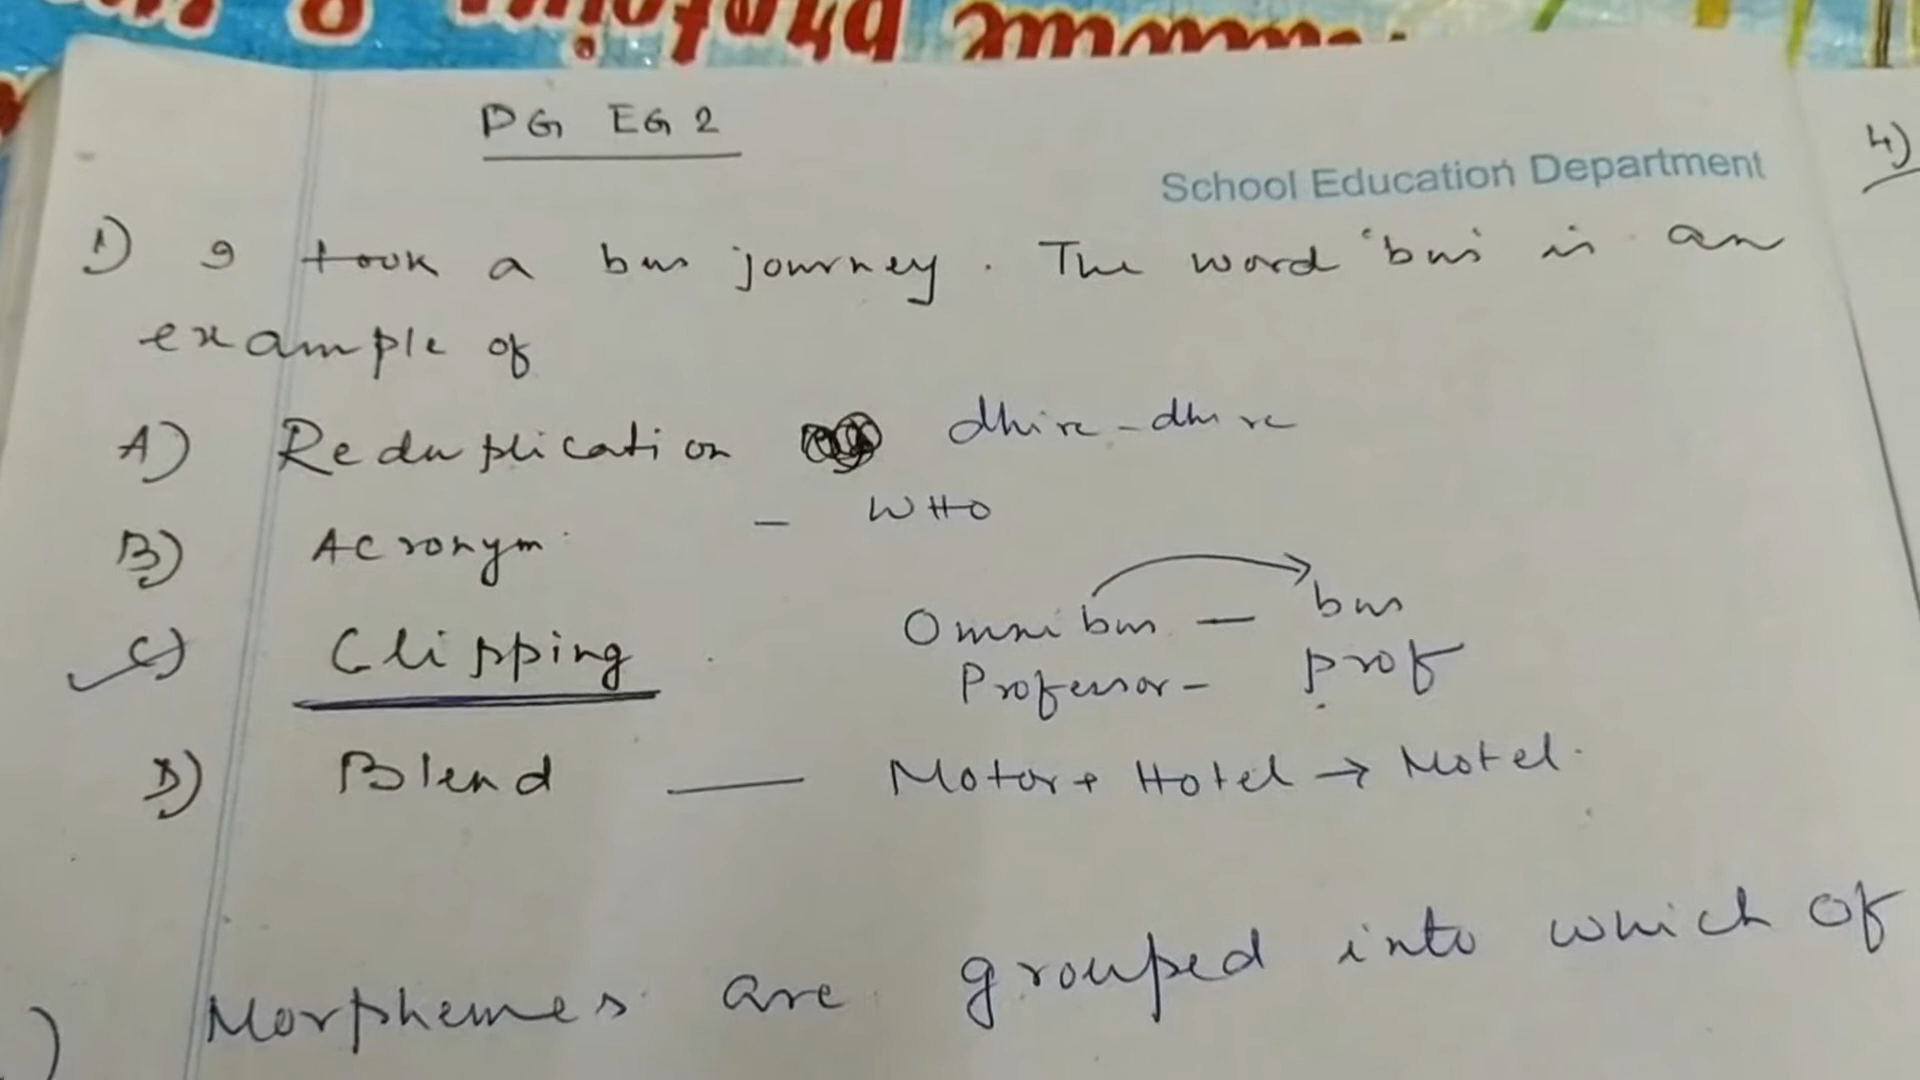 PG EG 2
School Education Department
4)
1) I took a bus journey. The word 'bus' is an
example of
A) Reduplication dhire-dhire
B) Acronym - WHO
C) Clipping Omnibus — bus
Professor - prof
D) Blend — Motor + Hotel → Motel.
) Morphemes are grouped into which of